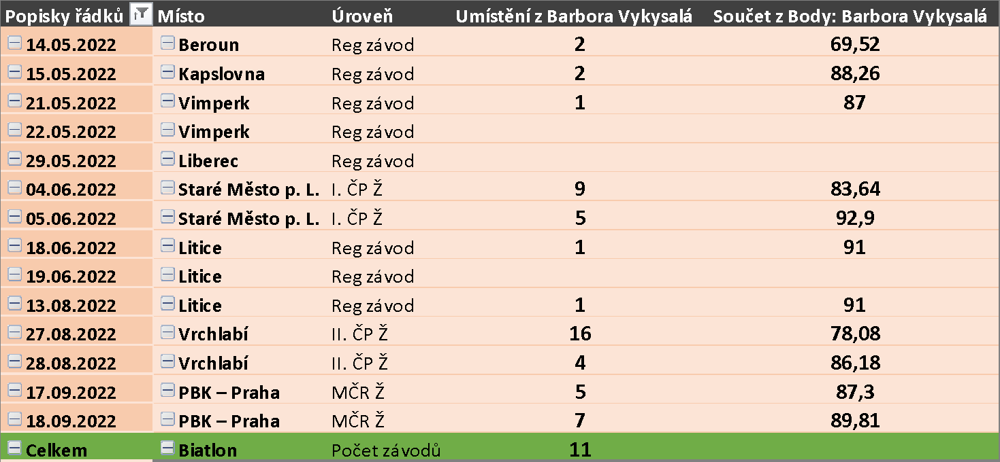 Popisky řádků Místo Úroveň Umístění z Barbora Vykysalá Součet z Body: Barbora Vykysalá
14.05.2022 Beroun Reg závod 2 69,52
15.05.2022 Kapslovna Reg závod 2 88,26
21.05.2022 Vimperk Reg závod 1 87
22.05.2022 Vimperk Reg závod
29.05.2022 Liberec Reg závod
04.06.2022 Staré Město p. L. I. ČP Ž 9 83,64
05.06.2022 Staré Město p. L. I. ČP Ž 5 92,9
18.06.2022 Litice Reg závod 1 91
19.06.2022 Litice Reg závod
13.08.2022 Litice Reg závod 1 91
27.08.2022 Vrchlabí II. ČP Ž 16 78,08
28.08.2022 Vrchlabí II. ČP Ž 4 86,18
17.09.2022 PBK – Praha MČR Ž 5 87,3
18.09.2022 PBK – Praha MČR Ž 7 89,81
Celkem Biatlon Počet závodů 11